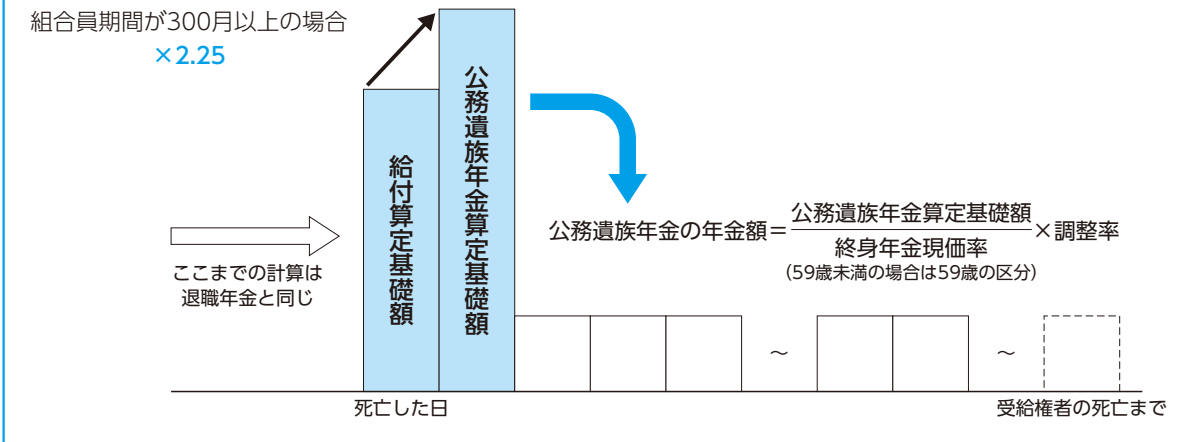 組合員期間が300月以上の場合
×2.25
給付算定基礎額
公務遺族年金算定基礎額
ここまでの計算は
退職年金と同じ
公務遺族年金の年金額=公務遺族年金算定基礎額/終身年金現価率×調整率
(59歳未満の場合は59歳の区分)
～
～
死亡した日
受給権者の死亡まで